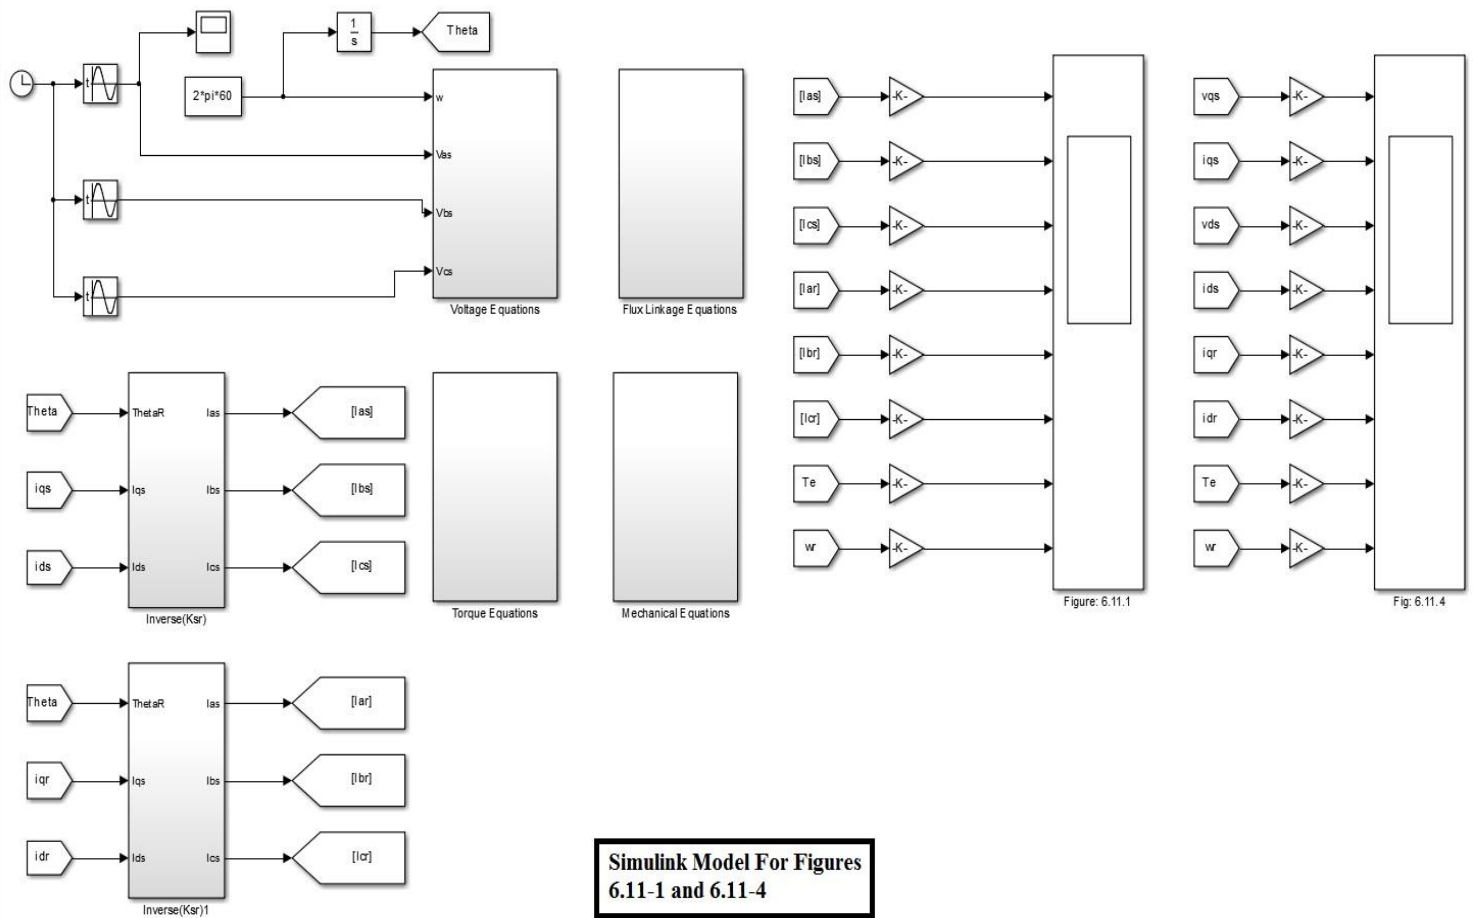 1
s
Theta
t
2*pi*60
w
Vas
t
Vbs
t
Vcs
Voltage Equations
Flux Linkage Equations
[Ias] -K-
[Ibs] -K-
[Ics] -K-
[Iar] -K-
[Ibr] -K-
[Icr] -K-
Te -K-
wr -K-
Figure: 6.11.1
vqs -K-
iqs -K-
vds -K-
ids -K-
iqr -K-
idr -K-
Te -K-
wr -K-
Fig: 6.11.4
Theta ThetaR Ias [Ias]
iqs Iqs Ibs [Ibs]
ids Ids Ics [Ics]
Inverse(Ksr)
Torque Equations
Mechanical Equations
Theta ThetaR Ias [Iar]
iqr Iqs Ibs [Ibr]
idr Ids Ics [Icr]
Inverse(Ksr)1
Simulink Model For Figures
6.11-1 and 6.11-4